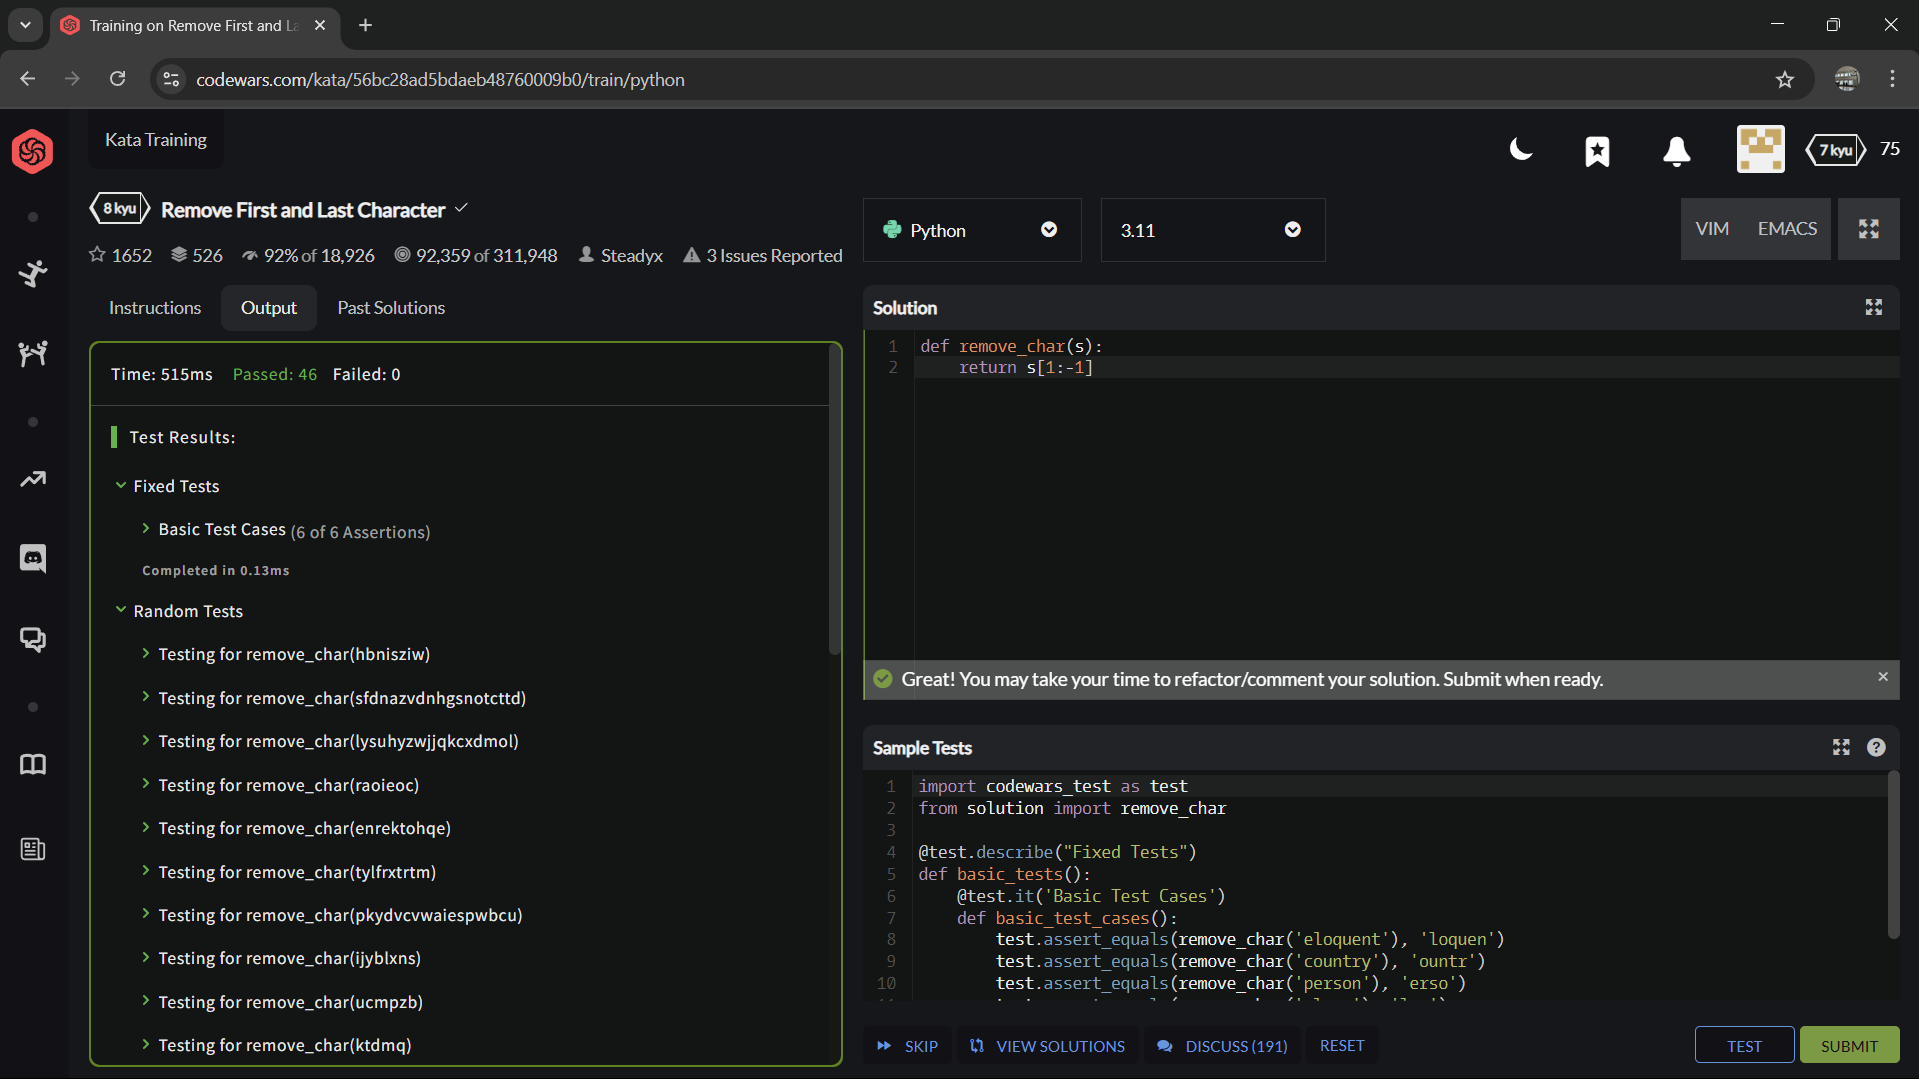 Training on Remove First and La
codewars.com/kata/56bc28ad5bdaeb48760009b0/train/python
Kata Training
7 kyu 75
8 kyu Remove First and Last Character
1652 526 92% of 18,926 92,359 of 311,948 Steadyx 3 Issues Reported
Python 3.11 VIM EMACS
Instructions Output Past Solutions
Time: 515ms Passed: 46 Failed: 0
Test Results:
Fixed Tests
Basic Test Cases (6 of 6 Assertions)
Completed in 0.13ms
Random Tests
Testing for remove_char(hbnisziw)
Testing for remove_char(sfdnazvdnhgsnotcttd)
Testing for remove_char(lysuhyzwjjqkcxdmol)
Testing for remove_char(raoieoc)
Testing for remove_char(enrektohqe)
Testing for remove_char(tylfrxtrtm)
Testing for remove_char(pkydvcvwaiespwbcu)
Testing for remove_char(ijyblxns)
Testing for remove_char(ucmpzb)
Testing for remove_char(ktdmq)
Solution
1 def remove_char(s):
2 return s[1:-1]
Great! You may take your time to refactor/comment your solution. Submit when ready.
Sample Tests
1 import codewars_test as test
2 from solution import remove_char
3
4 @test.describe("Fixed Tests")
5 def basic_tests():
6 @test.it('Basic Test Cases')
7 def basic_test_cases():
8 test.assert_equals(remove_char('eloquent'), 'loquen')
9 test.assert_equals(remove_char('country'), 'ountr')
10 test.assert_equals(remove_char('person'), 'erso')
SKIP VIEW SOLUTIONS DISCUSS (191) RESET TEST SUBMIT